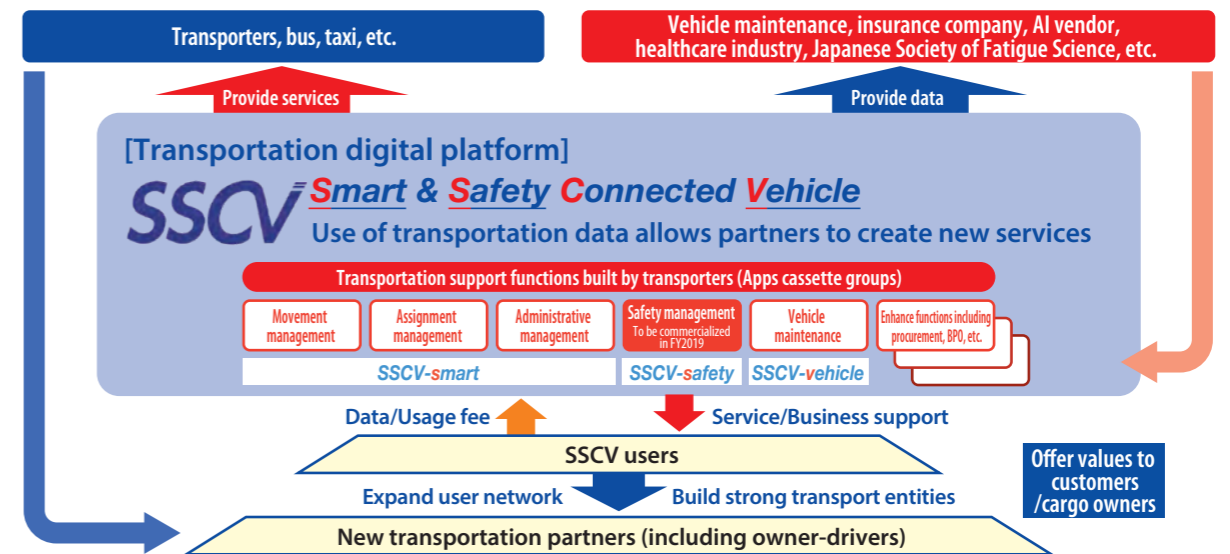 Transporters, bus, taxi, etc.
Vehicle maintenance, insurance company, AI vendor,
healthcare industry, Japanese Society of Fatigue Science, etc.
Provide services
Provide data
[Transportation digital platform]
SSCV Smart & Safety Connected Vehicle
Use of transportation data allows partners to create new services
Transportation support functions built by transporters (Apps cassette groups)
Movement
management
Assignment
management
Administrative
management
Safety management
To be commercialized
in FY2019
Vehicle
maintenance
Enhance functions including
procurement, BPO, etc.
SSCV-smart
SSCV-safety
SSCV-vehicle
Data/Usage fee
Service/Business support
SSCV users
Expand user network
Build strong transport entities
Offer values to
customers
/cargo owners
New transportation partners (including owner-drivers)